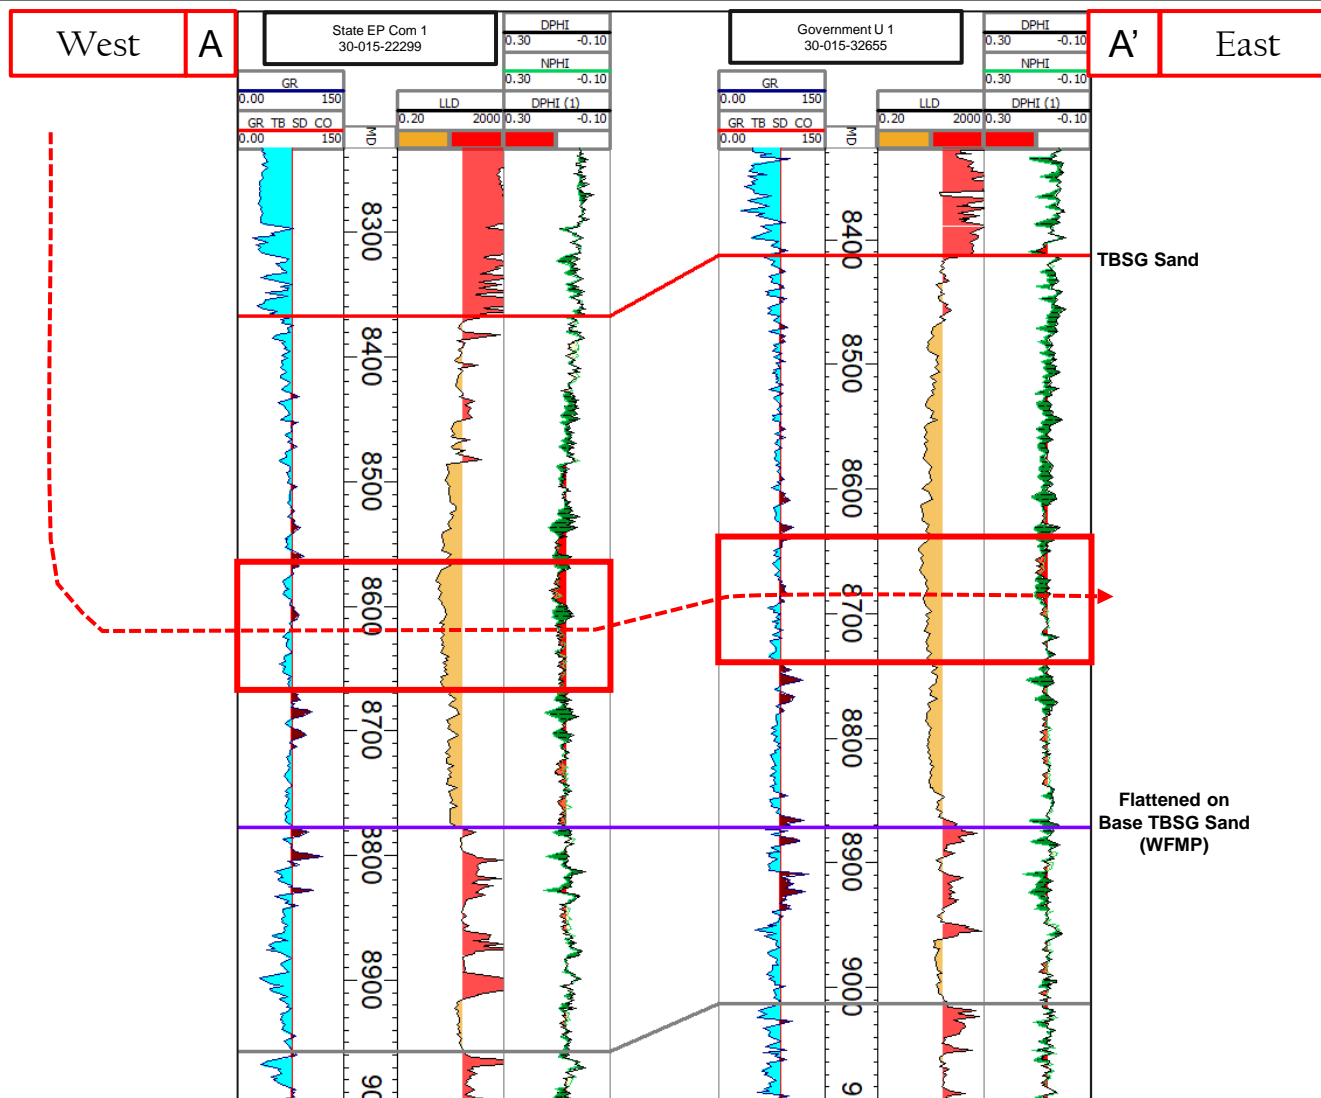 West
A
State EP Com 1
30-015-22299
DPHI
0.30 -0.10
NPHI
0.30 -0.10
GR
0.00 150
LLD
0.20 2000
DPHI (1)
0.30 -0.10
GR TB SD CO
0.00 150
MD
Government U 1
30-015-32655
DPHI
0.30 -0.10
NPHI
0.30 -0.10
GR
0.00 150
LLD
0.20 2000
DPHI (1)
0.30 -0.10
GR TB SD CO
0.00 150
MD
A'
East
8300
8400
8500
8600
8700
8800
8900
90
8400
8500
8600
8700
8800
8900
9000
9
TBSG Sand
Flattened on
Base TBSG Sand
(WFMP)